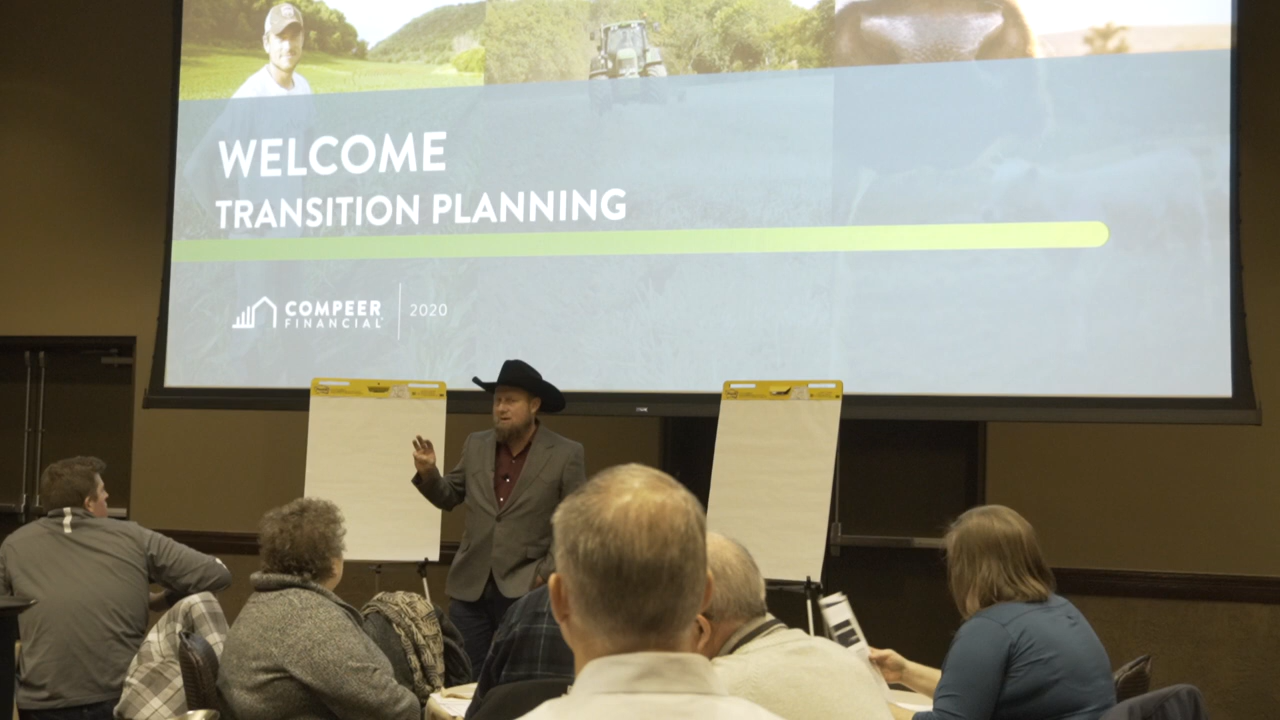 WELCOME
TRANSITION PLANNING
COMPEER
FINANCIAL
2020